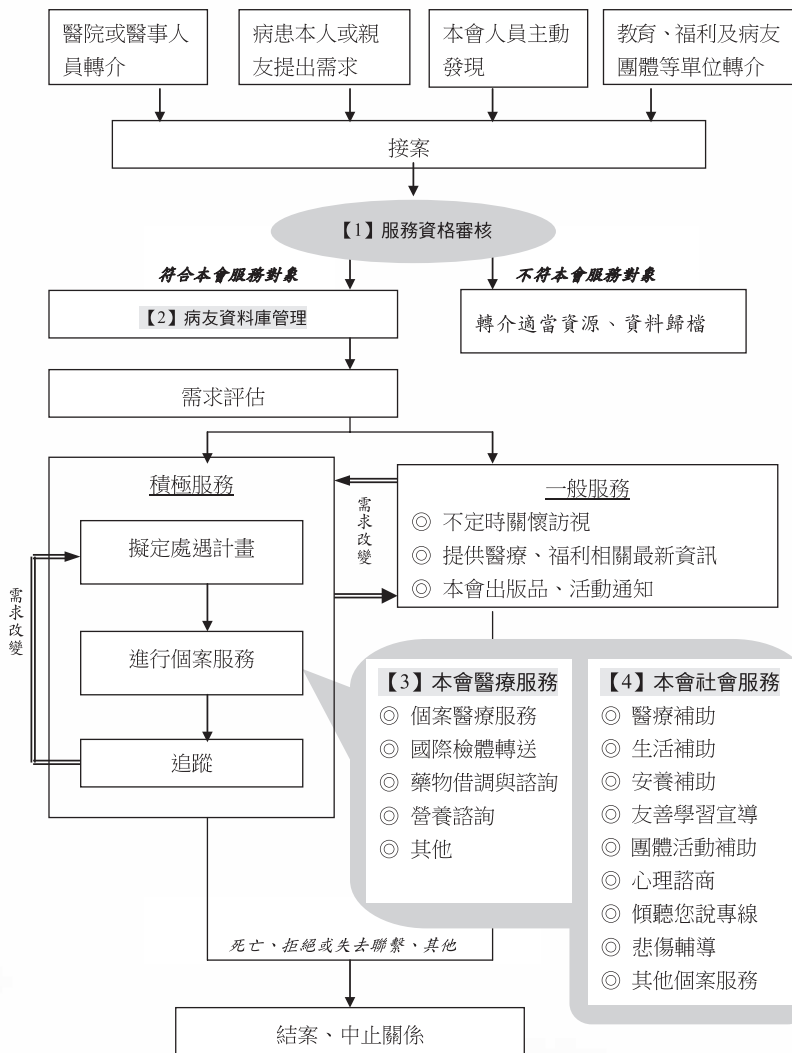 醫院或醫事人
員轉介
病患本人或親
友提出需求
本會人員主動
發現
教育、福利及病友
團體等單位轉介
接案
【1】服務資格審核
符合本會服務對象
不符本會服務對象
【2】病友資料庫管理
轉介適當資源、資料歸檔
需求評估
積極服務
擬定處遇計畫
進行個案服務
追蹤
需求改變
需求改變
一般服務
◎ 不定時關懷訪視
◎ 提供醫療、福利相關最新資訊
◎ 本會出版品、活動通知
【3】本會醫療服務
◎ 個案醫療服務
◎ 國際檢體轉送
◎ 藥物借調與諮詢
◎ 營養諮詢
◎ 其他
【4】本會社會服務
◎ 醫療補助
◎ 生活補助
◎ 安養補助
◎ 友善學習宣導
◎ 團體活動補助
◎ 心理諮商
◎ 傾聽您說專線
◎ 悲傷輔導
◎ 其他個案服務
死亡、拒絕或失去聯繫、其他
結案、中止關係